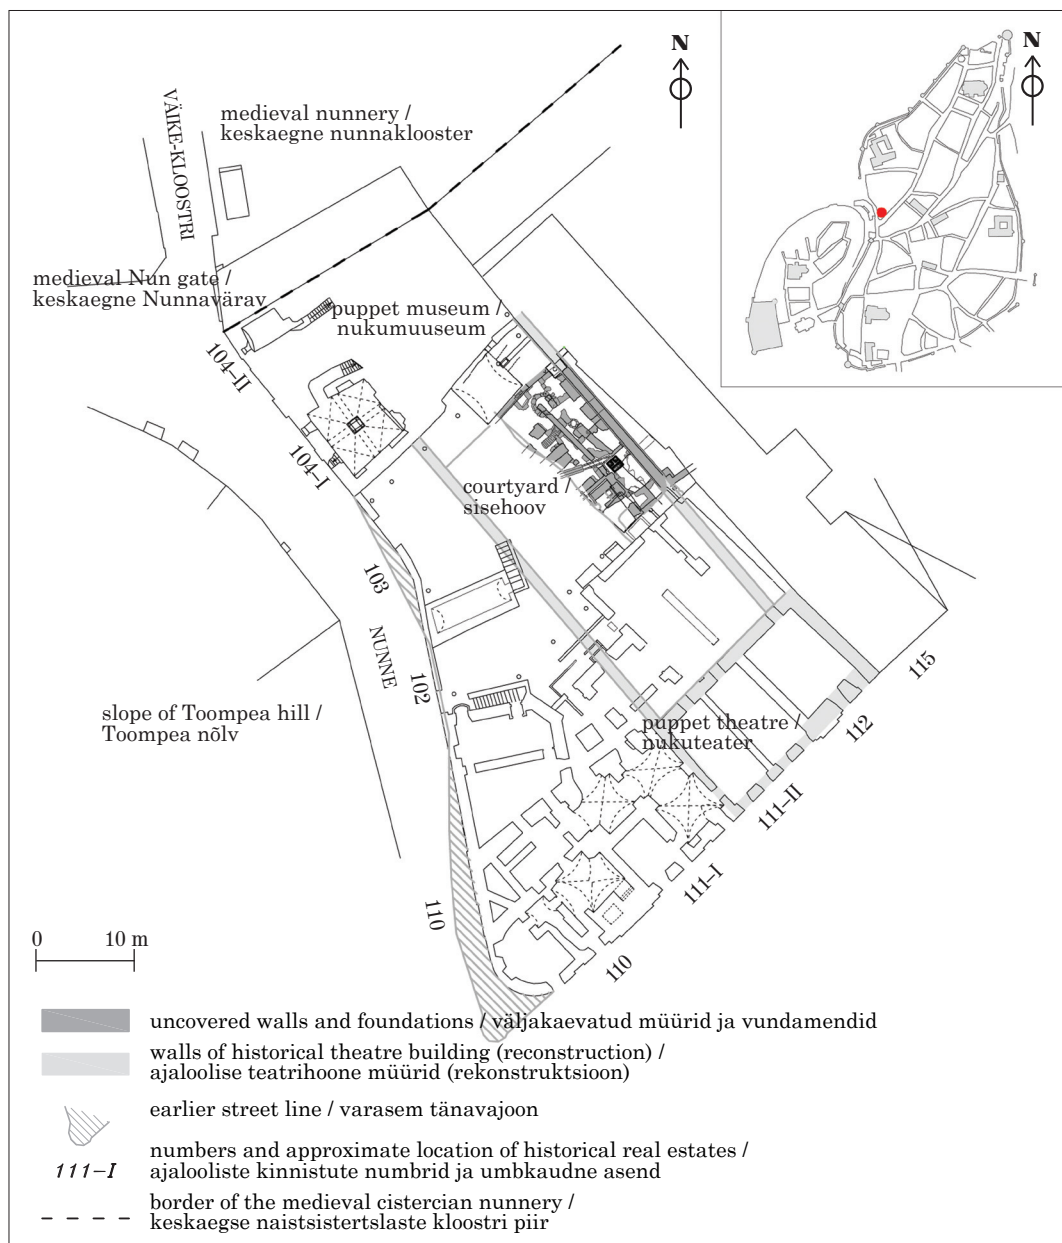 N
N
VÄIKE-KLOOSTRI
medieval nunnery /
keskaegne nunnaklooster
medieval Nun gate /
keskaegne Nunnavärav
puppet museum /
nukumuuseum
104–II
104–I
courtyard /
sisehoov
103
NUNNE
102
115
slope of Toompea hill /
Toompea nõlv
puppet theatre /
nukuteater
112
111–II
111–I
110
110
0 10 m
uncovered walls and foundations / väljakaevatud müürid ja vundamendid
walls of historical theatre building (reconstruction) /
ajaloolise teatrihoone müürid (rekonstruktsioon)
earlier street line / varasem tänavajoon
numbers and approximate location of historical real estates /
111–I ajalooliste kinnistute numbrid ja umbkaudne asend
border of the medieval cistercian nunnery /
keskaegse naistsistertslaste kloostri piir